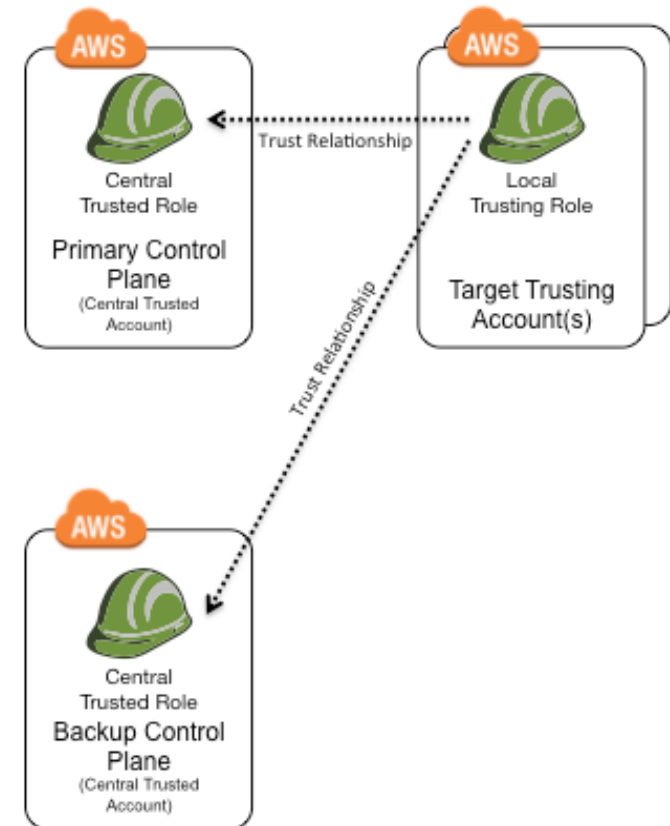 AWS
Central
Trusted Role
Primary Control
Plane
(Central Trusted
Account)
Trust Relationship
AWS
Local
Trusting Role
Target Trusting
Account(s)
Trust Relationship
AWS
Central
Trusted Role
Backup Control
Plane
(Central Trusted
Account)